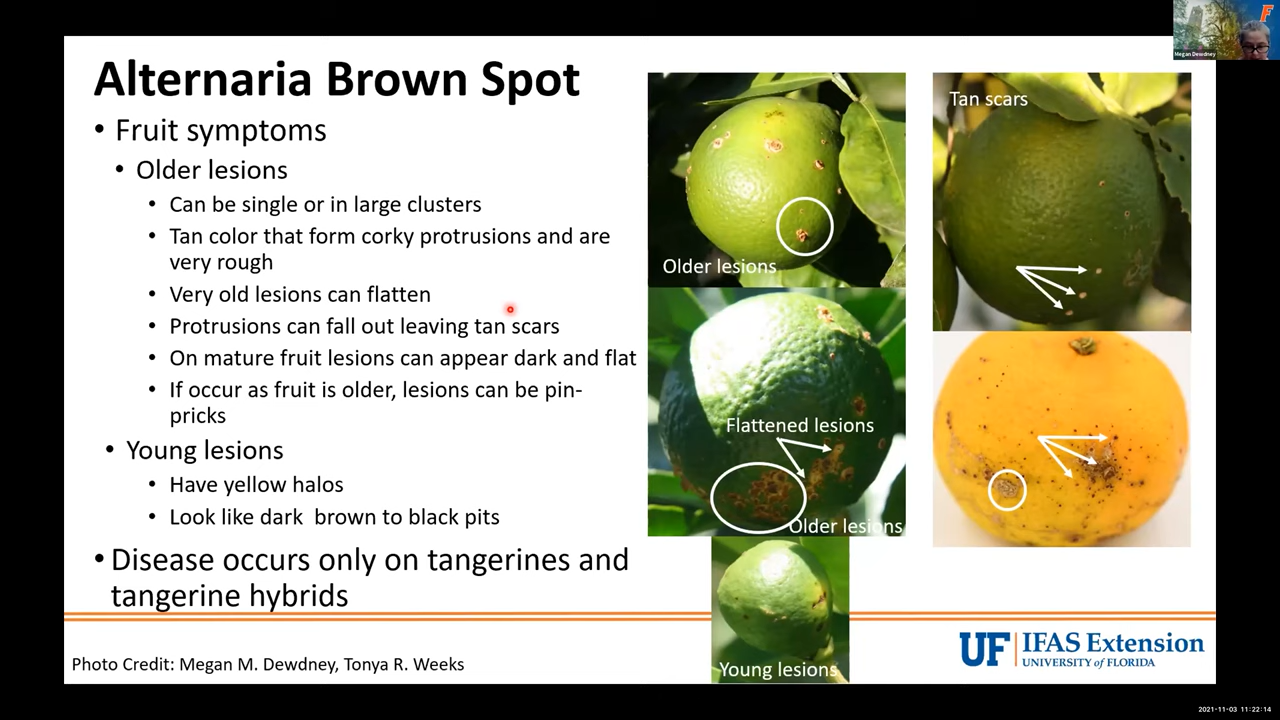 Megan Dewdney
Alternaria Brown Spot
• Fruit symptoms
• Older lesions
• Can be single or in large clusters
• Tan color that form corky protrusions and are
very rough
• Very old lesions can flatten
• Protrusions can fall out leaving tan scars
• On mature fruit lesions can appear dark and flat
• If occur as fruit is older, lesions can be pin-
pricks
• Young lesions
• Have yellow halos
• Look like dark  brown to black pits
• Disease occurs only on tangerines and
tangerine hybrids
Older lesions
Tan scars
Flattened lesions
Older lesions
Young lesions
Photo Credit: Megan M. Dewdney, Tonya R. Weeks
UF IFAS Extension
UNIVERSITY of FLORIDA
2021-11-03 11:22:14